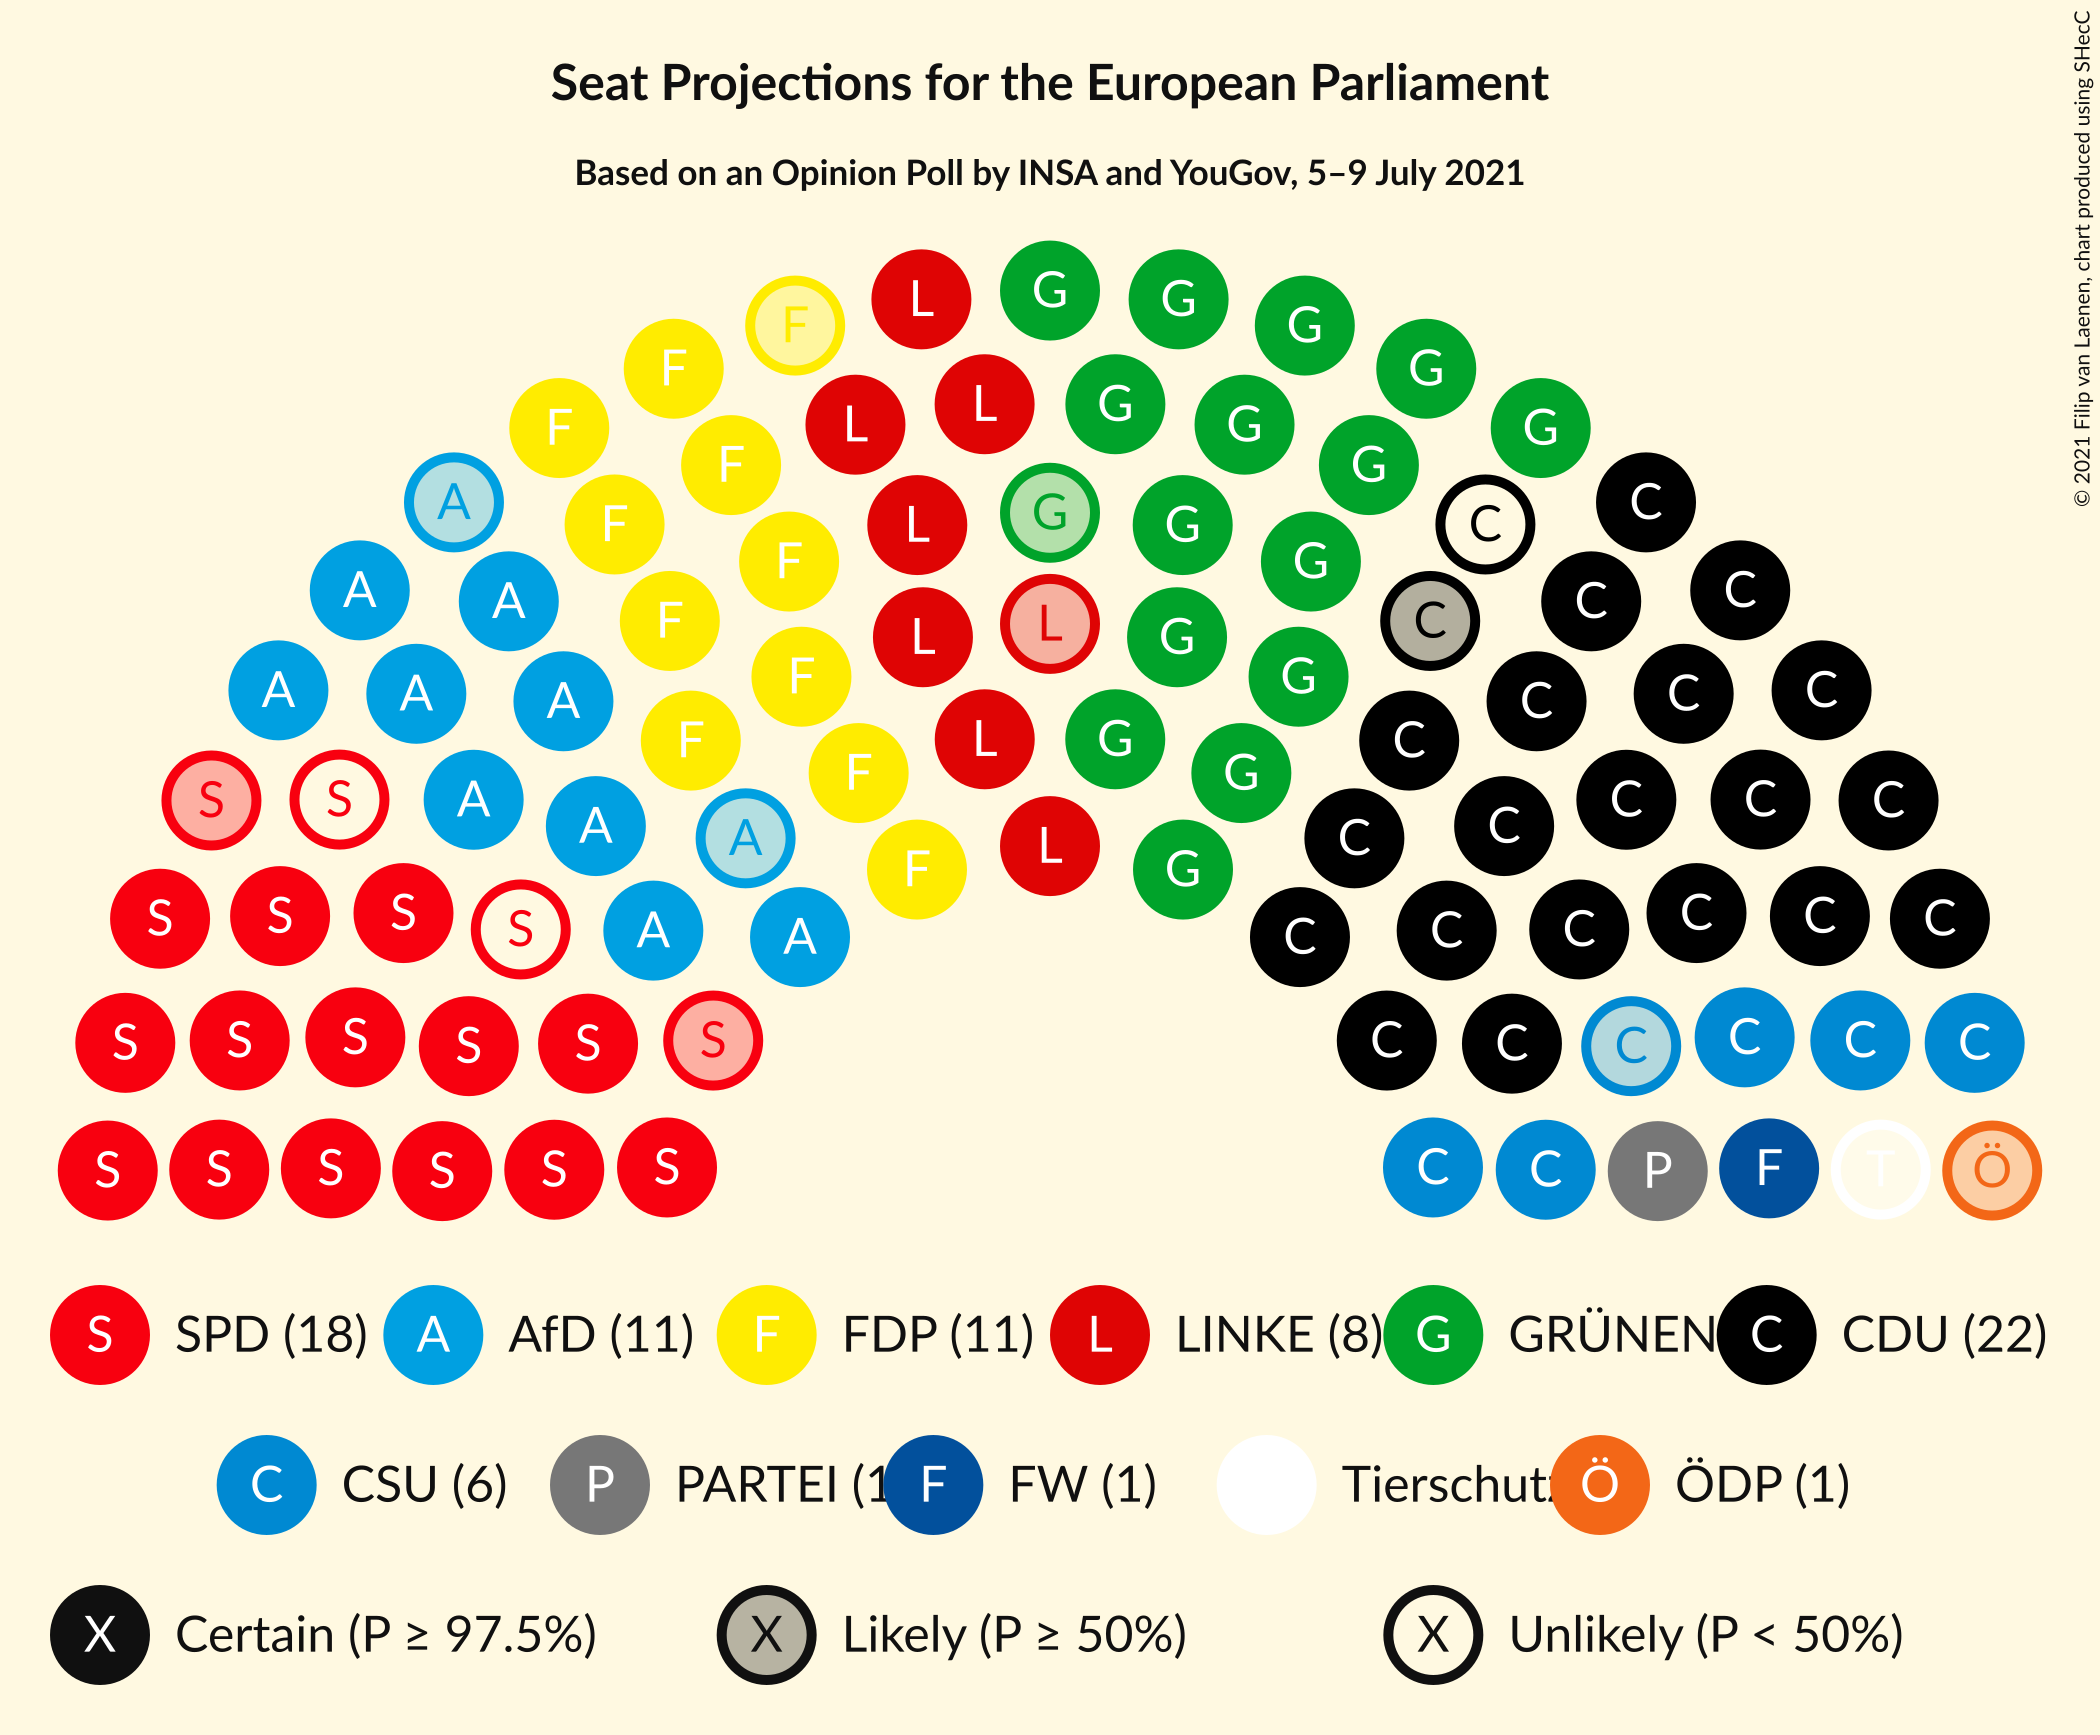 Seat Projections for the European Parliament
Based on an Opinion Poll by INSA and YouGov, 5–9 July 2021
© 2021 Filip van Laenen, chart produced using SHecC
L G G
F G
F G
L G
F L G
F G
F G
A F L G G C C
F G
A A F L L G C C C
A A A F L G G C C C
F L G C
S S A F G C C C
A A L C C
S S S F G C C C
S A A C C C
S S S S S S C C C C C C
S S S S S S C C P F T Ö
S SPD (18) A AfD (11) F FDP (11) L LINKE (8) G GRÜNEN C CDU (22)
C CSU (6) P PARTEI (1 F FW (1) Tierschutz Ö ÖDP (1)
X Certain (P ≥ 97.5%) X Likely (P ≥ 50%) X Unlikely (P < 50%)